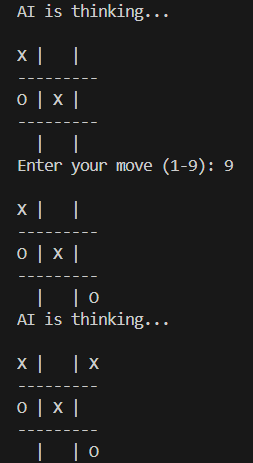 AI is thinking...
X |   |
---------
O | X |
---------
  |   |
Enter your move (1-9): 9
X |   |
---------
O | X |
---------
  |   | O
AI is thinking...
X |   | X
---------
O | X |
---------
  |   | O